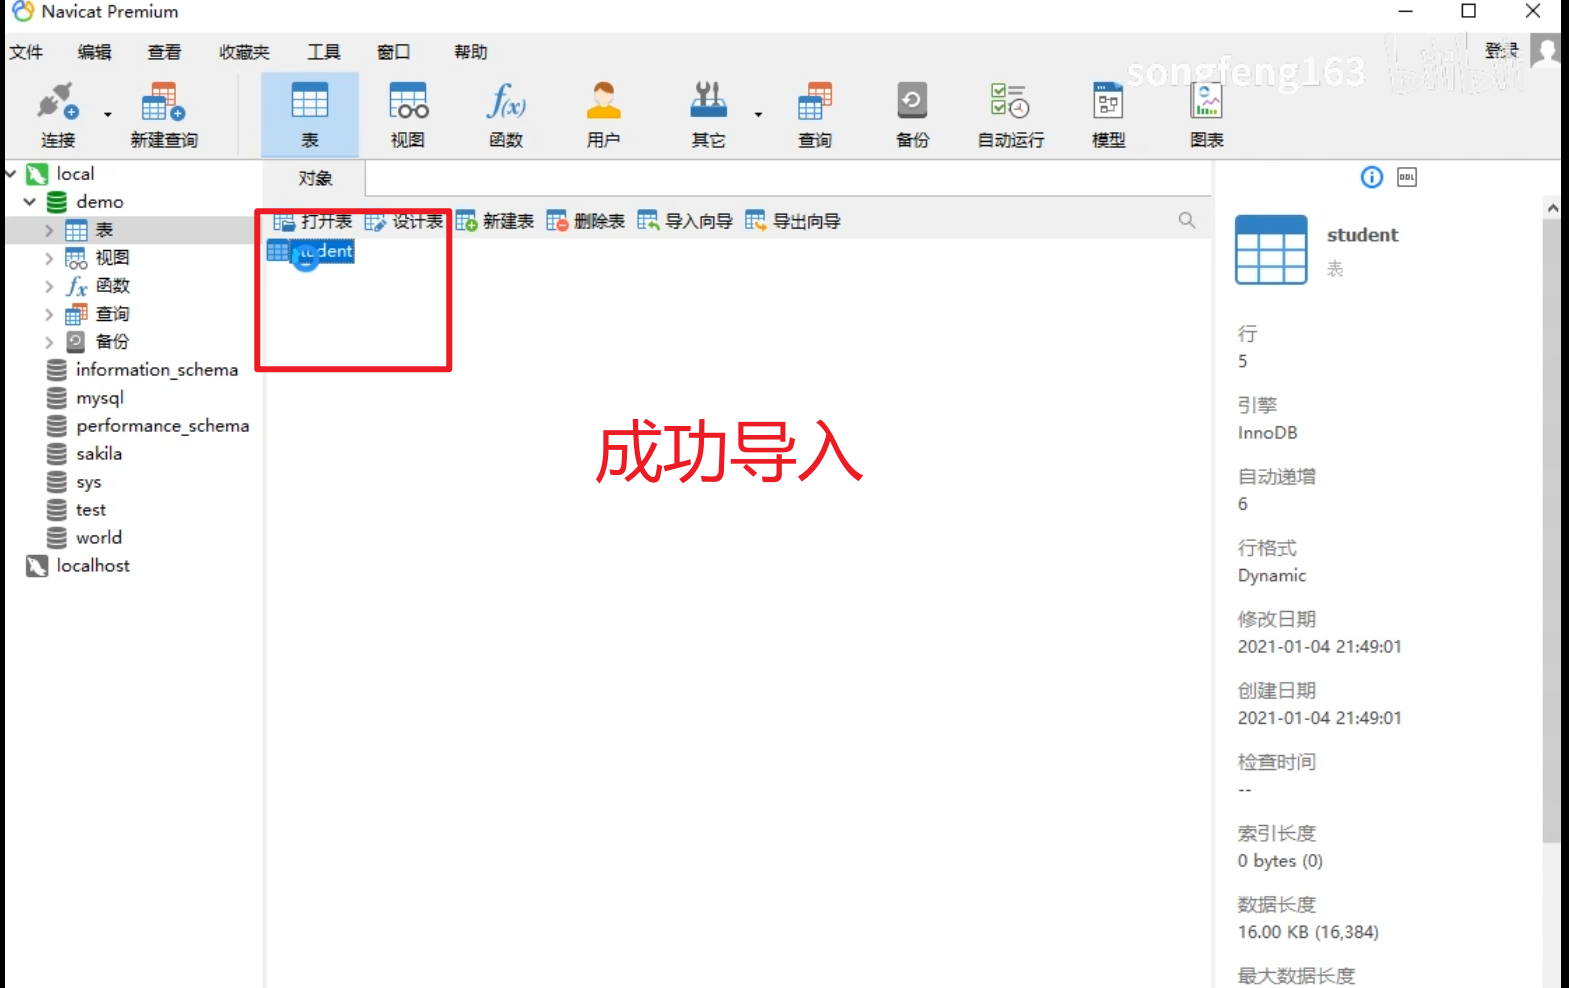 Navicat Premium
文件 编辑 查看 收藏夹 工具 窗口 帮助 登录
songfeng163 bilibili
连接 新建查询 表 视图 函数 用户 其它 查询 备份 自动运行 模型 图表
local
对象
DDL
demo
表
打开表 设计表 新建表 删除表 导入向导 导出向导
student
student
表
视图
函数
查询
备份
information_schema
mysql
performance_schema
sakila
sys
test
world
localhost
成功导入
行
5
引擎
InnoDB
自动递增
6
行格式
Dynamic
修改日期
2021-01-04 21:49:01
创建日期
2021-01-04 21:49:01
检查时间
--
索引长度
0 bytes (0)
数据长度
16.00 KB (16,384)
最大数据长度